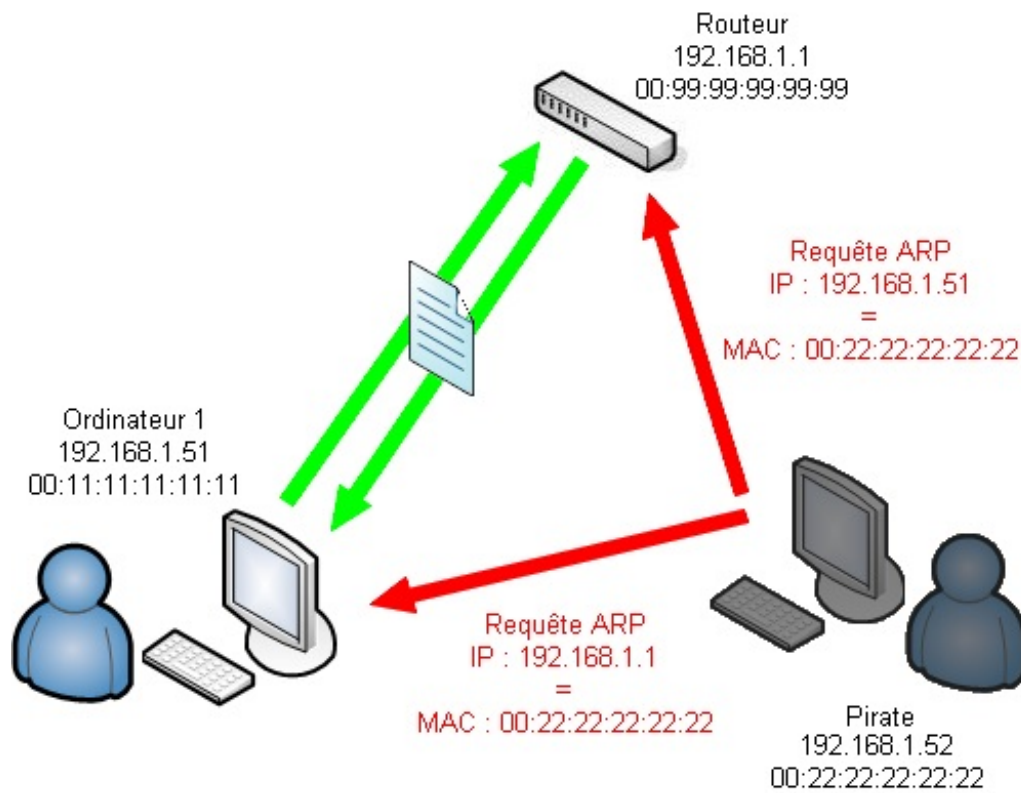 Routeur
192.168.1.1
00:99:99:99:99:99
Requête ARP
IP : 192.168.1.51
=
MAC : 00:22:22:22:22:22
Ordinateur 1
192.168.1.51
00:11:11:11:11:11
Requête ARP
IP : 192.168.1.1
=
MAC : 00:22:22:22:22:22
Pirate
192.168.1.52
00:22:22:22:22:22